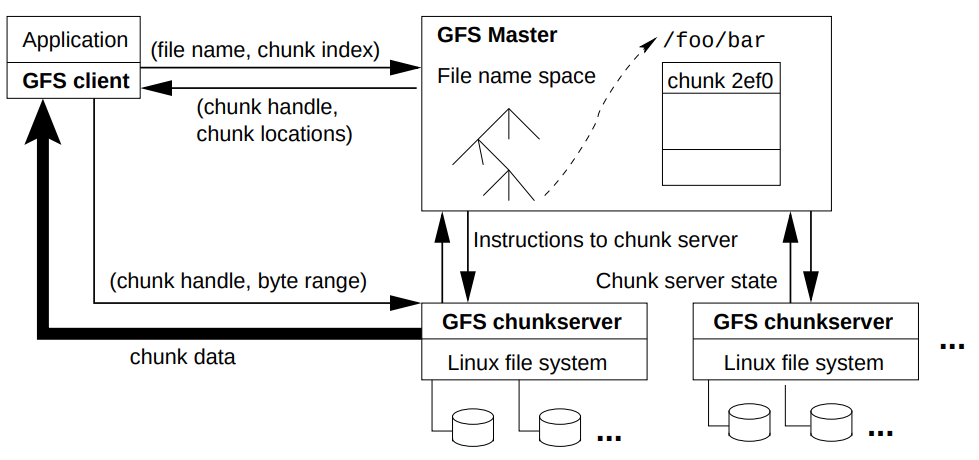 Application
GFS client
(file name, chunk index)
(chunk handle,
chunk locations)
GFS Master
File name space
/foo/bar
chunk 2ef0
Instructions to chunk server
Chunk server state
(chunk handle, byte range)
chunk data
GFS chunkserver
Linux file system
...
GFS chunkserver
Linux file system
...
...